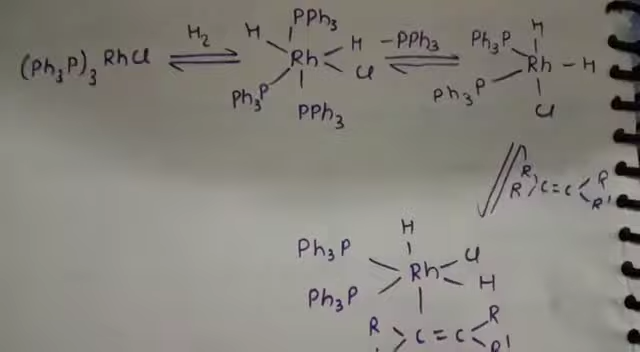 (Ph₃P)₃ RhCl H₂ H PPh₃ H Rh Cl Ph₃P PPh₃ -PPh₃ Ph₃P H Rh - H Ph₃P Cl
R R C = C R R'
H
Ph₃P Rh Cl
Ph₃P H
R C = C R
R'